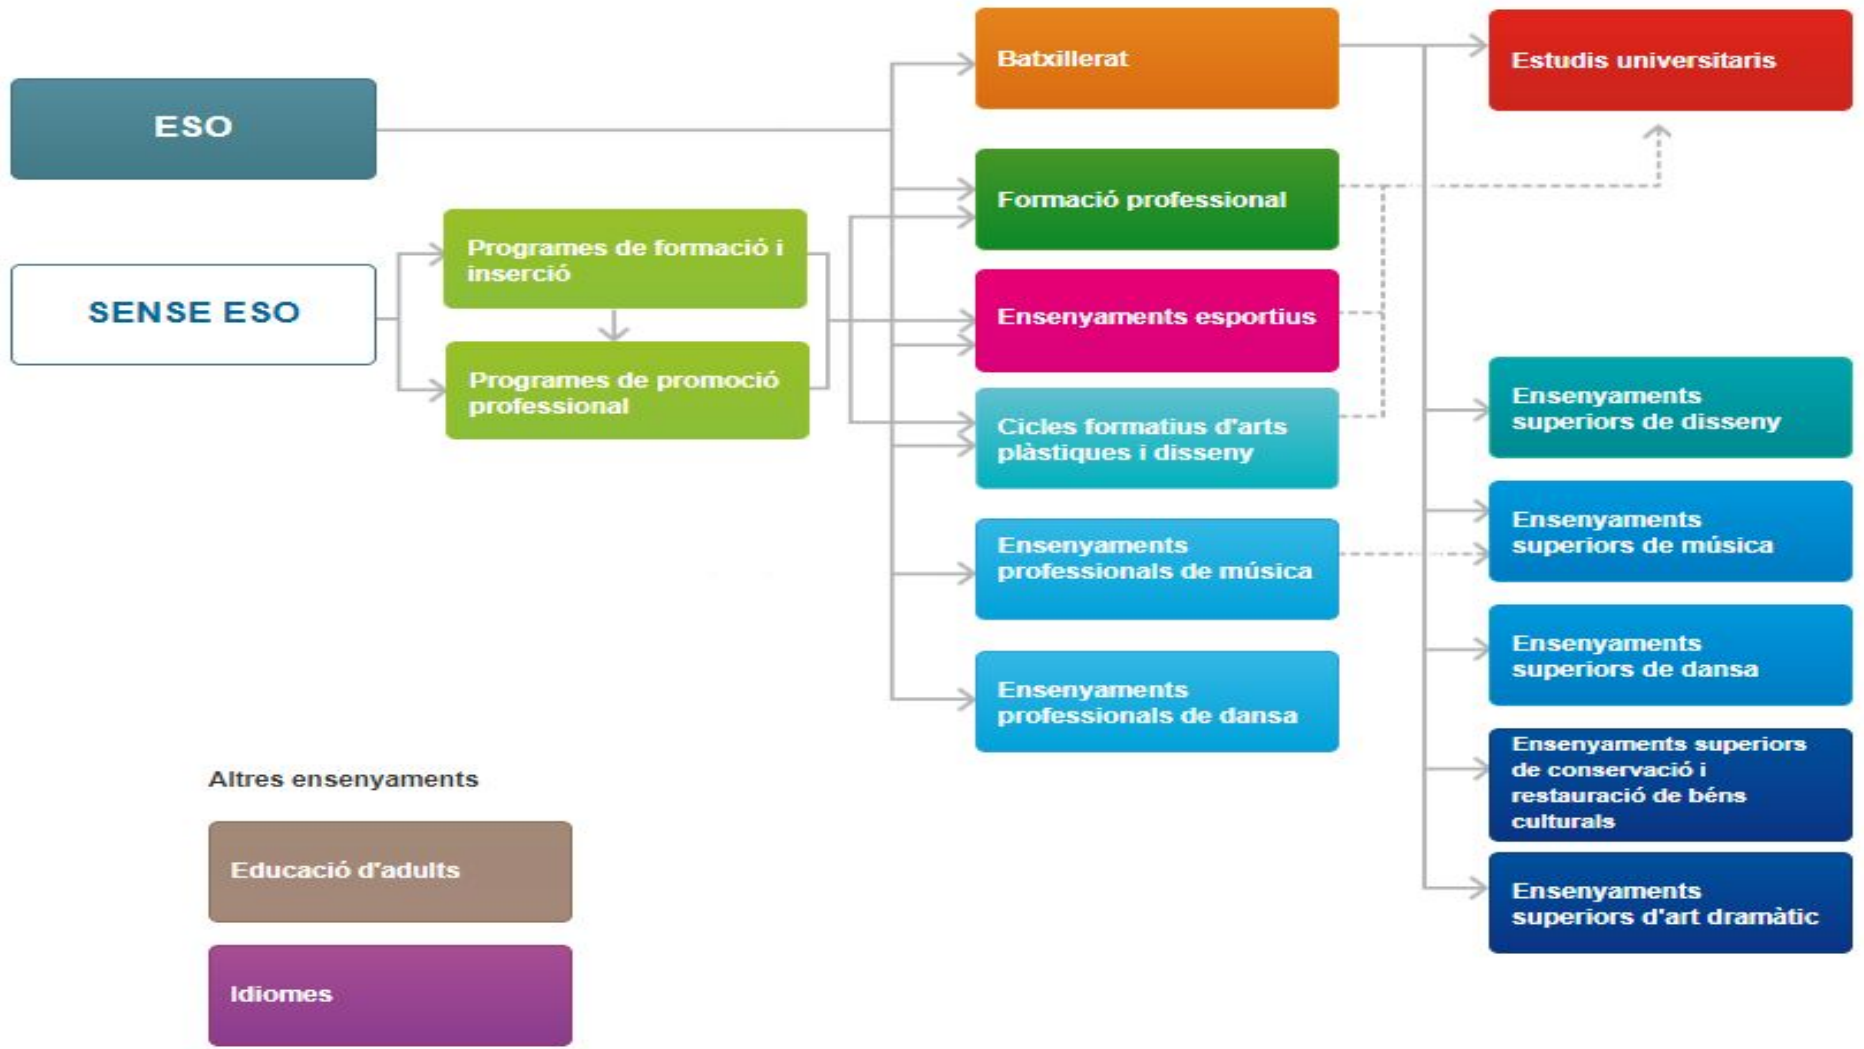 ESO
SENSE ESO
Programes de formació i
inserció
Programes de promoció
professional
Batxillerat
Formació professional
Ensenyaments esportius
Cicles formatius d'arts
plàstiques i disseny
Ensenyaments
professionals de música
Ensenyaments
professionals de dansa
Estudis universitaris
Ensenyaments
superiors de disseny
Ensenyaments
superiors de música
Ensenyaments
superiors de dansa
Ensenyaments superiors
de conservació i
restauració de béns
culturals
Ensenyaments
superiors d'art dramàtic
Altres ensenyaments
Educació d'adults
Idiomes